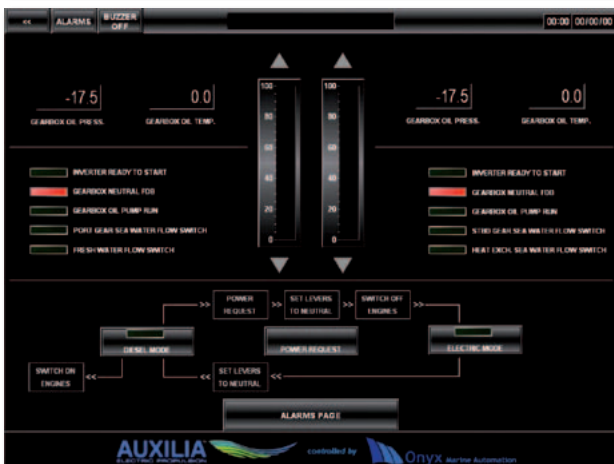 << ALARMS BUZZER OFF 00:00 00/00/00
-17.5 0.0
GEARBOX OIL PRESS. GEARBOX OIL TEMP.
100
80
60
40
20
0
100
80
60
40
20
0
-17.5 0.0
GEARBOX OIL PRESS. GEARBOX OIL TEMP.
INVERTER READY TO START
GEARBOX NEUTRAL FOB
GEARBOX OIL PUMP RUN
PORT GEAR SEA WATER FLOW SWITCH
FRESH WATER FLOW SWITCH
INVERTER READY TO START
GEARBOX NEUTRAL FOB
GEARBOX OIL PUMP RUN
STBD GEAR SEA WATER FLOW SWITCH
HEAT EXCH. SEA WATER FLOW SWITCH
>> POWER REQUEST >> SET LEVERS TO NEUTRAL >> SWITCH OFF ENGINES >>
DIESEL MODE
POWER REQUEST
ELECTRIC MODE
SWITCH ON ENGINES <<
<< SET LEVERS TO NEUTRAL <<
ALARMS PAGE
AUXILIA
ELECTRIC PROPULSION
controlled by
Onyx Marine Automation